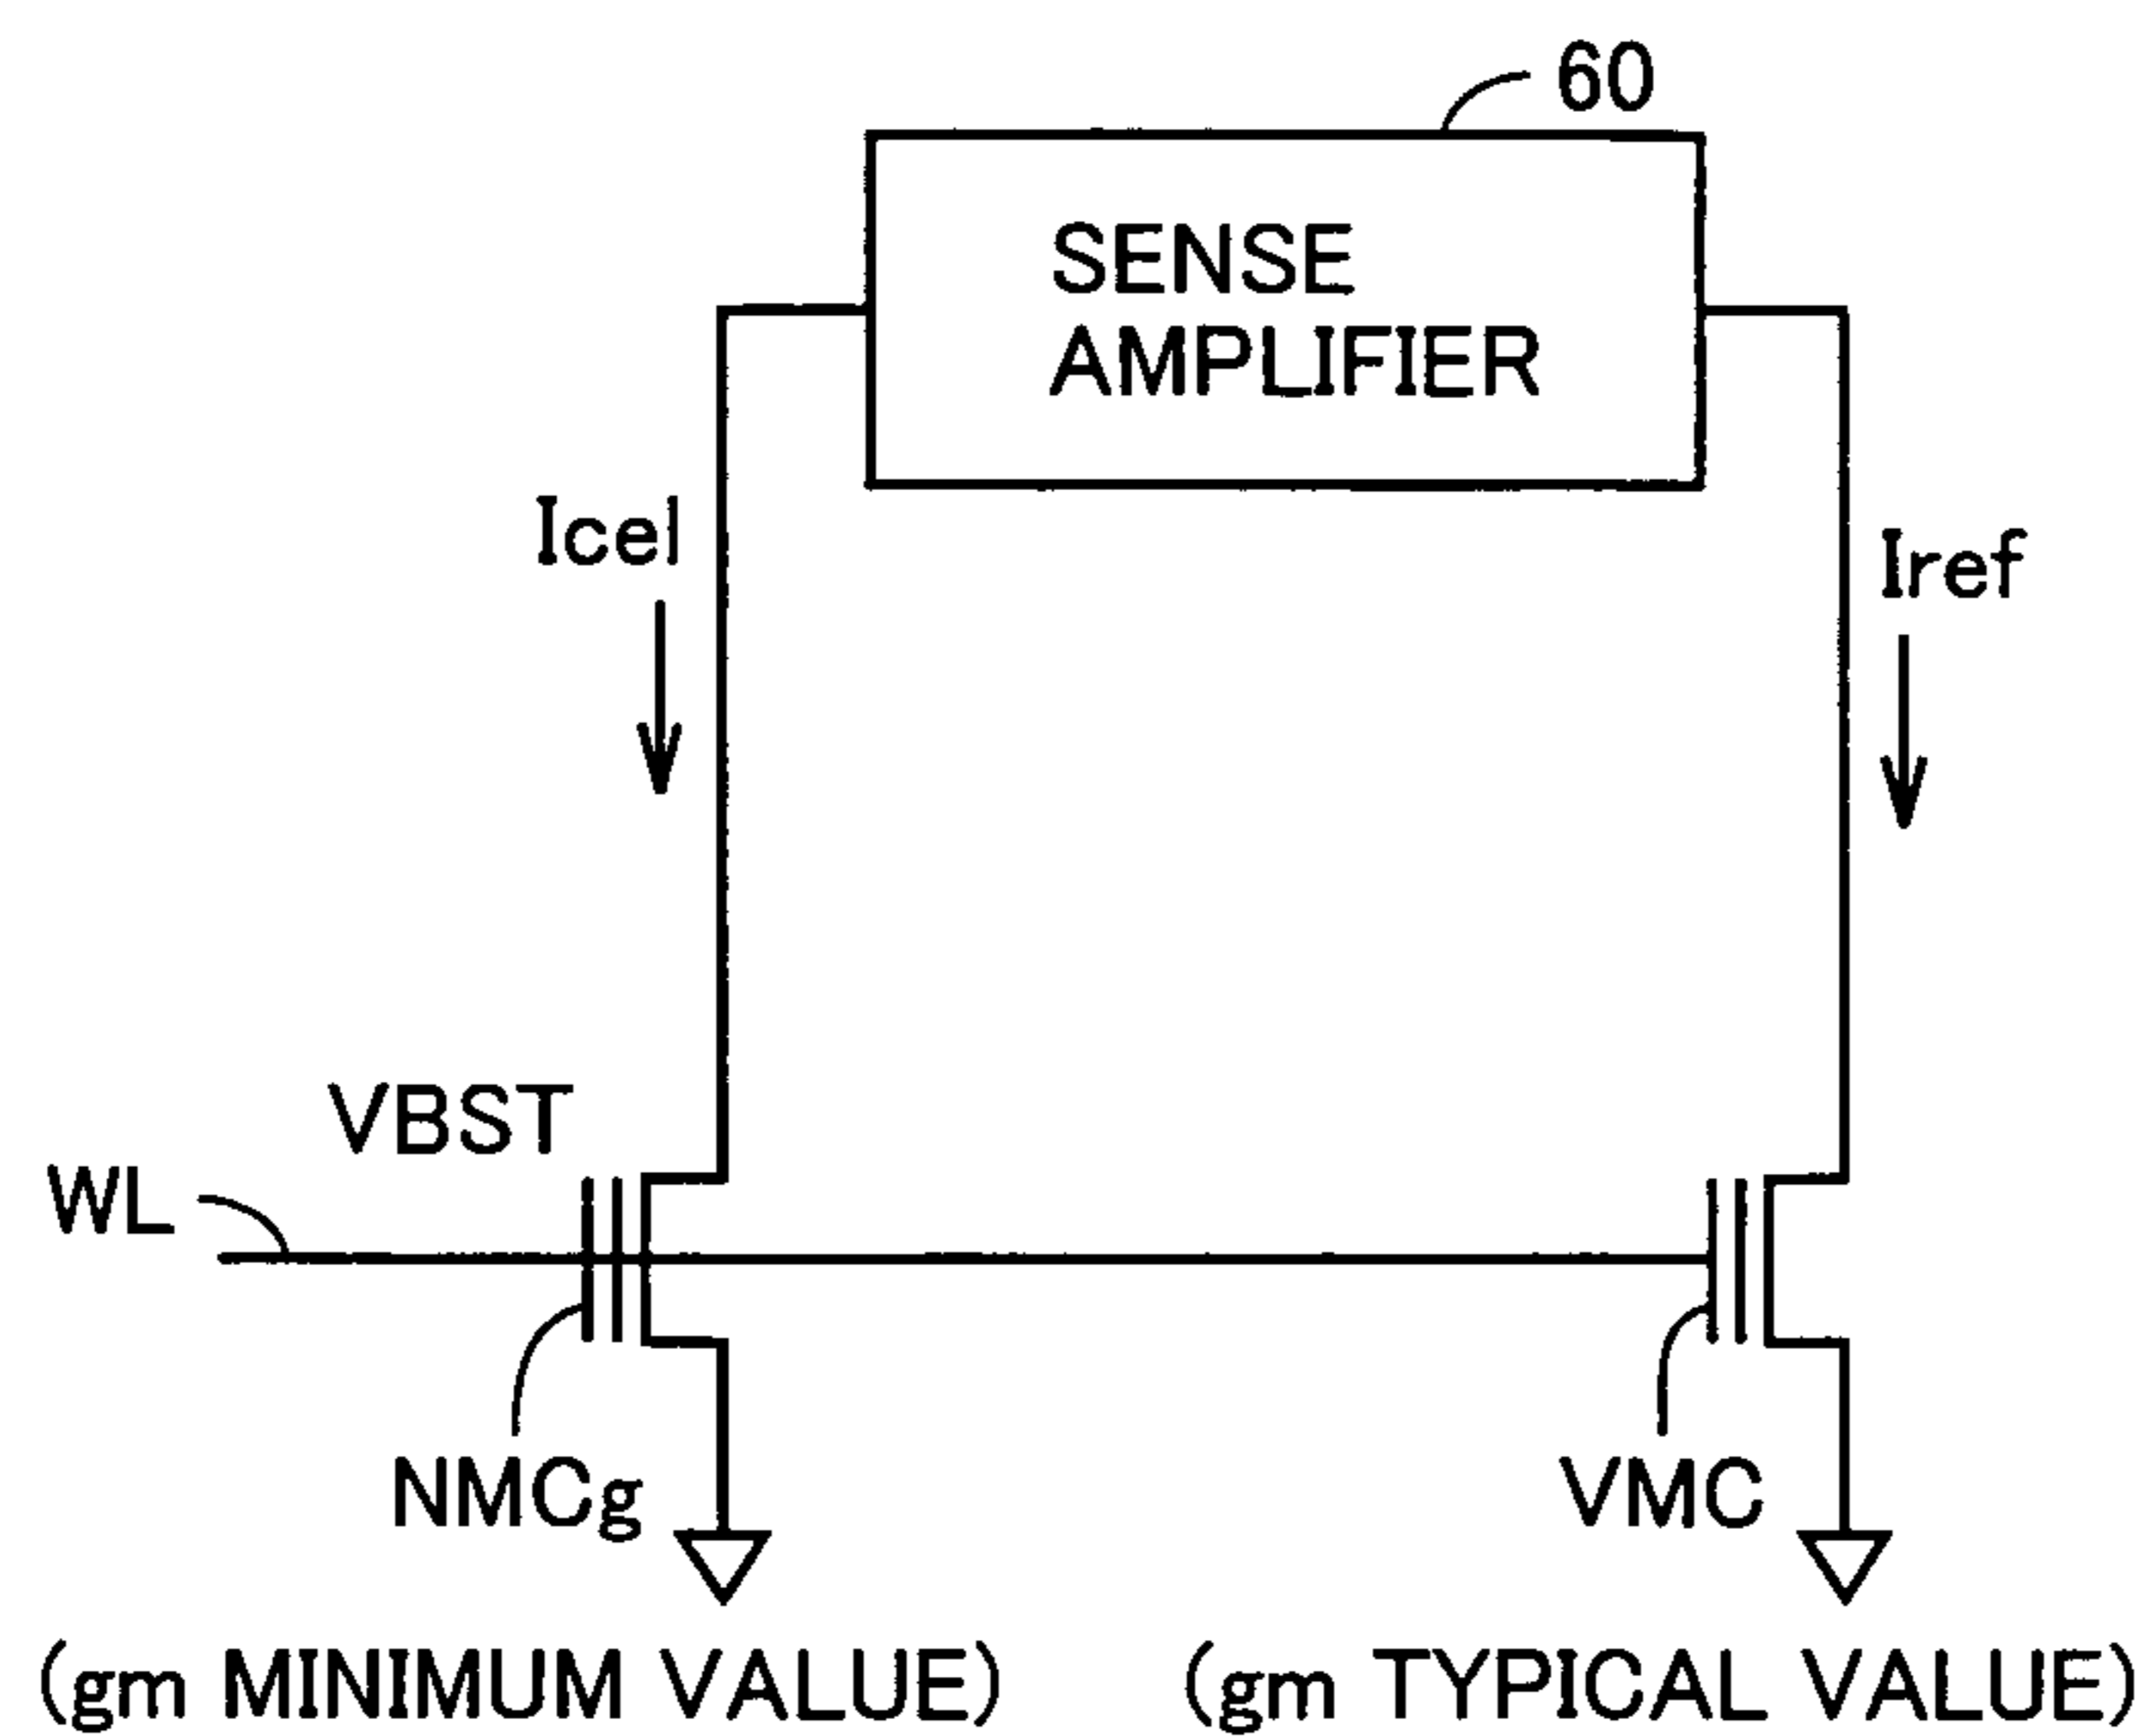 60
SENSE
AMPLIFIER
Icel
Iref
VBST
WL
NMCg
VMC
(gm MINIMUM VALUE)
(gm TYPICAL VALUE)